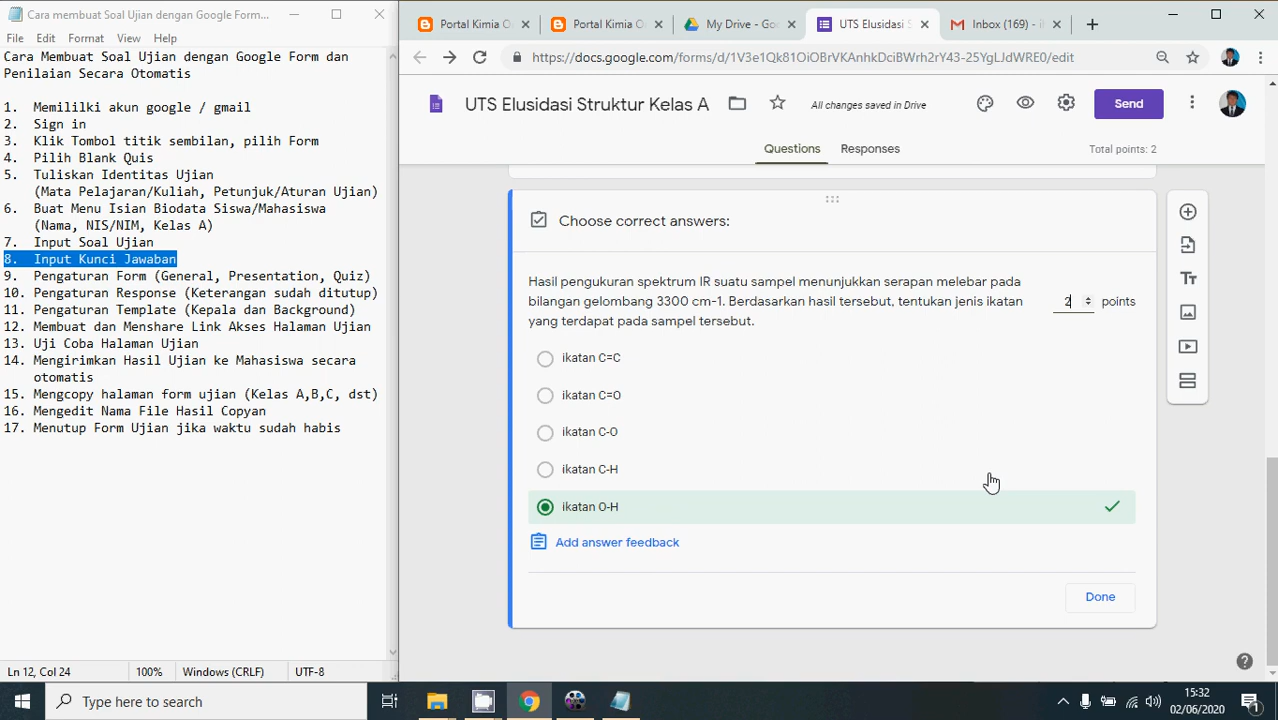 Cara membuat Soal Ujian dengan Google Form...
File Edit Format View Help
Cara Membuat Soal Ujian dengan Google Form dan
Penilaian Secara Otomatis
1. Memililki akun google / gmail
2. Sign in
3. Klik Tombol titik sembilan, pilih Form
4. Pilih Blank Quis
5. Tuliskan Identitas Ujian
(Mata Pelajaran/Kuliah, Petunjuk/Aturan Ujian)
6. Buat Menu Isian Biodata Siswa/Mahasiswa
(Nama, NIS/NIM, Kelas A)
7. Input Soal Ujian
8. Input Kunci Jawaban
9. Pengaturan Form (General, Presentation, Quiz)
10. Pengaturan Response (Keterangan sudah ditutup)
11. Pengaturan Template (Kepala dan Background)
12. Membuat dan Menshare Link Akses Halaman Ujian
13. Uji Coba Halaman Ujian
14. Mengirimkan Hasil Ujian ke Mahasiswa secara
otomatis
15. Mengcopy halaman form ujian (Kelas A,B,C, dst)
16. Mengedit Nama File Hasil Copyan
17. Menutup Form Ujian jika waktu sudah habis
Ln 12, Col 24 100% Windows (CRLF) UTF-8
Portal Kimia O Portal Kimia O My Drive - Goo UTS Elusidasi S Inbox (169) - i
https://docs.google.com/forms/d/1V3e1Qk81OiOBrVKAnhkDciBWrh2rY43-25YgLJdWRE0/edit
UTS Elusidasi Struktur Kelas A All changes saved in Drive Send
Questions Responses Total points: 2
Choose correct answers:
Hasil pengukuran spektrum IR suatu sampel menunjukkan serapan melebar pada
bilangan gelombang 3300 cm-1. Berdasarkan hasil tersebut, tentukan jenis ikatan
yang terdapat pada sampel tersebut.
2 points
ikatan C=C
ikatan C=O
ikatan C-O
ikatan C-H
ikatan O-H
Add answer feedback
Done
Type here to search
15:32
02/06/2020
1